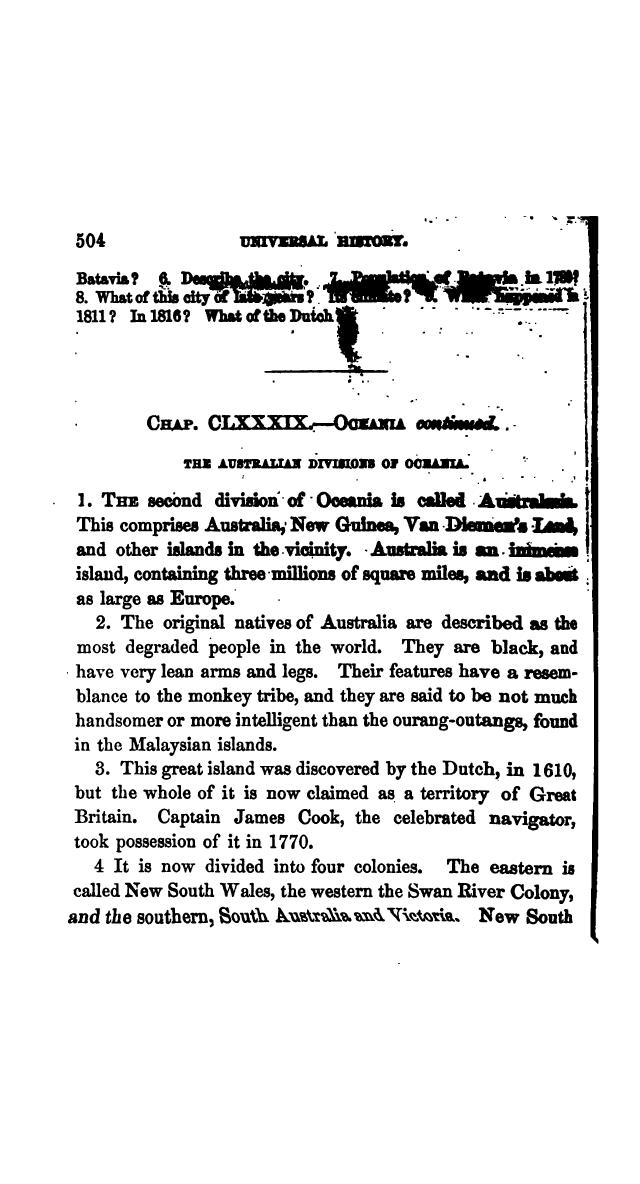 504 UNIVERSAL HISTORY.
Batavia? 6. Describe the city. 7. Population of Batavia in 1780?
8. What of this city of late years? Its climate? 9. What happened in
1811? In 1816? What of the Dutch
CHAP. CLXXXIX.—OCEANIA continued.
THE AUSTRALIAN DIVISIONS OF OCEANIA.
1. THE second division of Oceania is called Australasia.
This comprises Australia, New Guinea, Van Diemen's Land,
and other islands in the vicinity. Australia is an immense
island, containing three millions of square miles, and is about
as large as Europe.
2. The original natives of Australia are described as the
most degraded people in the world. They are black, and
have very lean arms and legs. Their features have a resem-
blance to the monkey tribe, and they are said to be not much
handsomer or more intelligent than the ourang-outangs, found
in the Malaysian islands.
3. This great island was discovered by the Dutch, in 1610,
but the whole of it is now claimed as a territory of Great
Britain. Captain James Cook, the celebrated navigator,
took possession of it in 1770.
4 It is now divided into four colonies. The eastern is
called New South Wales, the western the Swan River Colony,
and the southern, South Australia and Victoria. New South